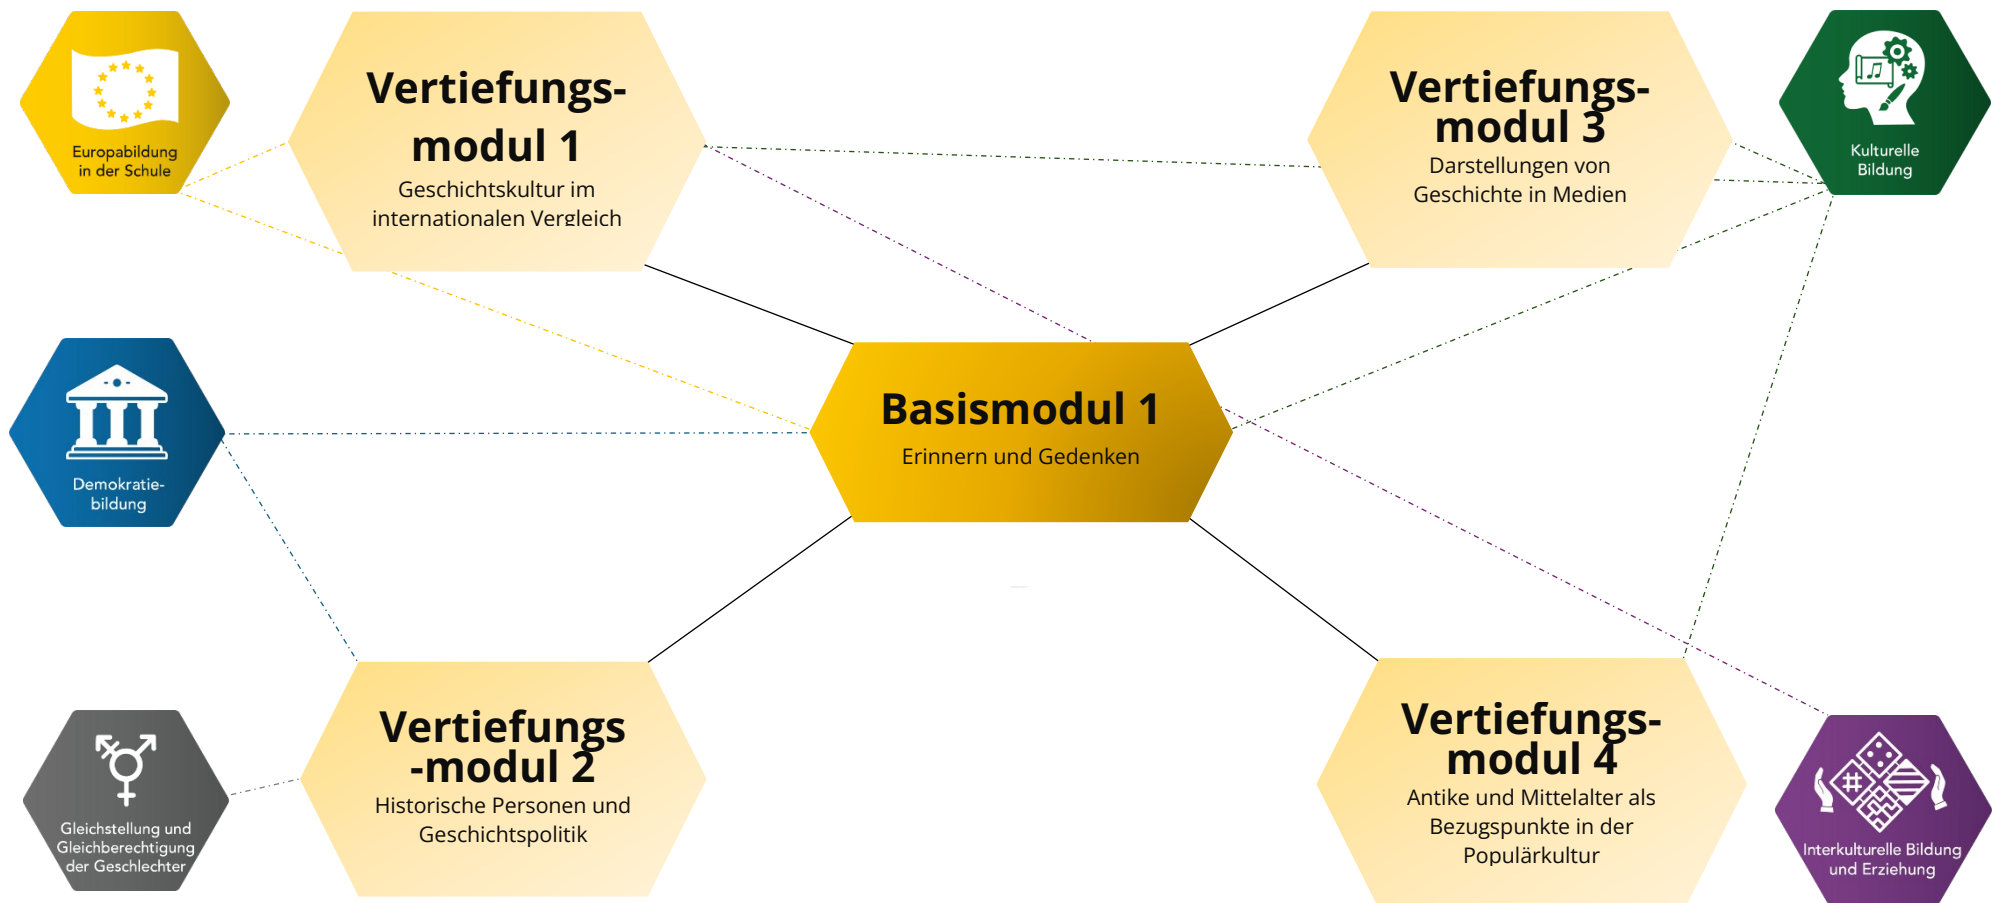 Europabildung
in der Schule
Vertiefungs-
modul 1
Geschichtskultur im
internationalen Vergleich
Vertiefungs-
modul 3
Darstellungen von
Geschichte in Medien
Kulturelle
Bildung
Demokratie-
bildung
Basismodul 1
Erinnern und Gedenken
Gleichstellung und
Gleichberechtigung
der Geschlechter
Vertiefungs
-modul 2
Historische Personen und
Geschichtspolitik
Vertiefungs-
modul 4
Antike und Mittelalter als
Bezugspunkte in der
Populärkultur
Interkulturelle Bildung
und Erziehung